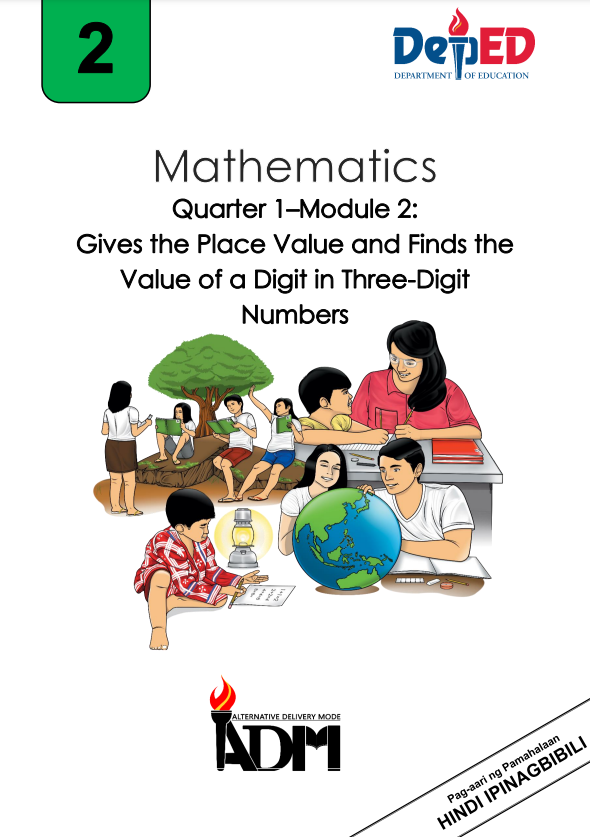 2
DepED
DEPARTMENT OF EDUCATION
Mathematics
Quarter 1–Module 2:
Gives the Place Value and Finds the
Value of a Digit in Three-Digit
Numbers
ALTERNATIVE DELIVERY MODE
ADM
Pag-aari ng Pamahalaan
HINDI IPINAGBIBILI